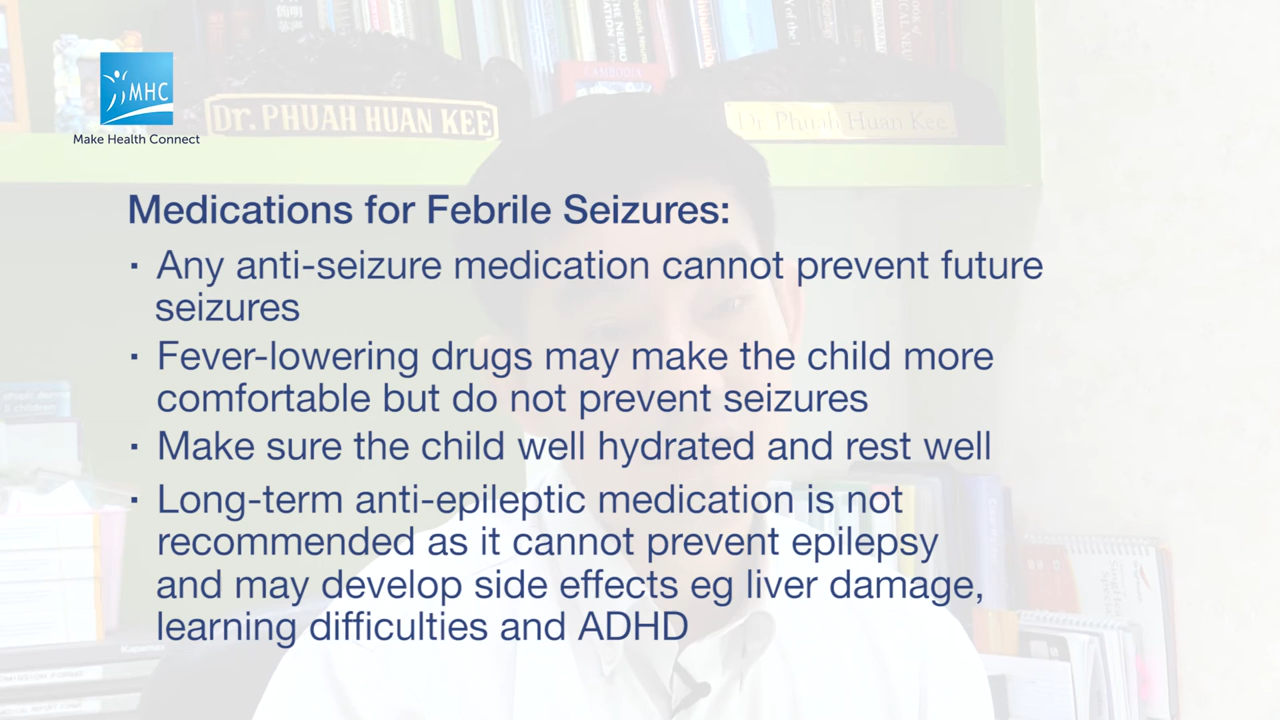 MHC
Make Health Connect
Dr. PHUAH HUAN KEE
Dr Phuah Huan Kee
CAMBODIA
Medications for Febrile Seizures:
· Any anti-seizure medication cannot prevent future
seizures
· Fever-lowering drugs may make the child more
comfortable but do not prevent seizures
· Make sure the child well hydrated and rest well
· Long-term anti-epileptic medication is not
recommended as it cannot prevent epilepsy
and may develop side effects eg liver damage,
learning difficulties and ADHD